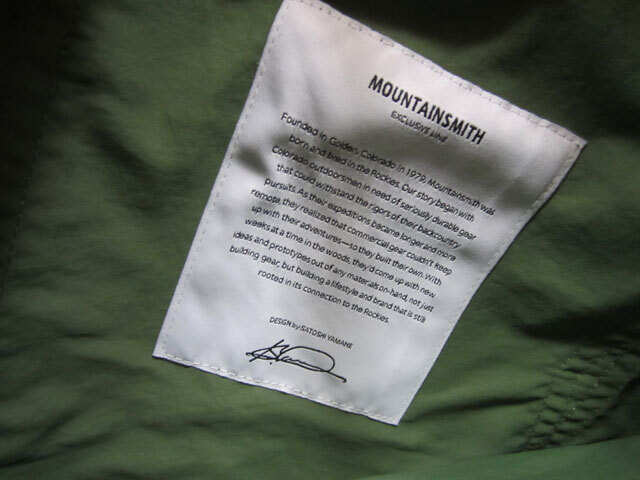 MOUNTAINSMITH
EXCLUSIVE LINE
Founded in Golden, Colorado in 1979, Mountainsmith was
born and bred in the Rockies. Our story began with
Colorado outdoorsmen in need of seriously durable gear
that could withstand the rigors of their backcountry
pursuits. As their expeditions became longer and more
remote, they realized that commercial gear couldn't keep
up with their adventures—so they built their own. With
weeks at a time in the woods, they'd come up with new
ideas and prototypes out of any materials on-hand, not just
building gear, but building a lifestyle and brand that is still
rooted in its connection to the Rockies.
DESIGN by:SATOSHI YAMANE